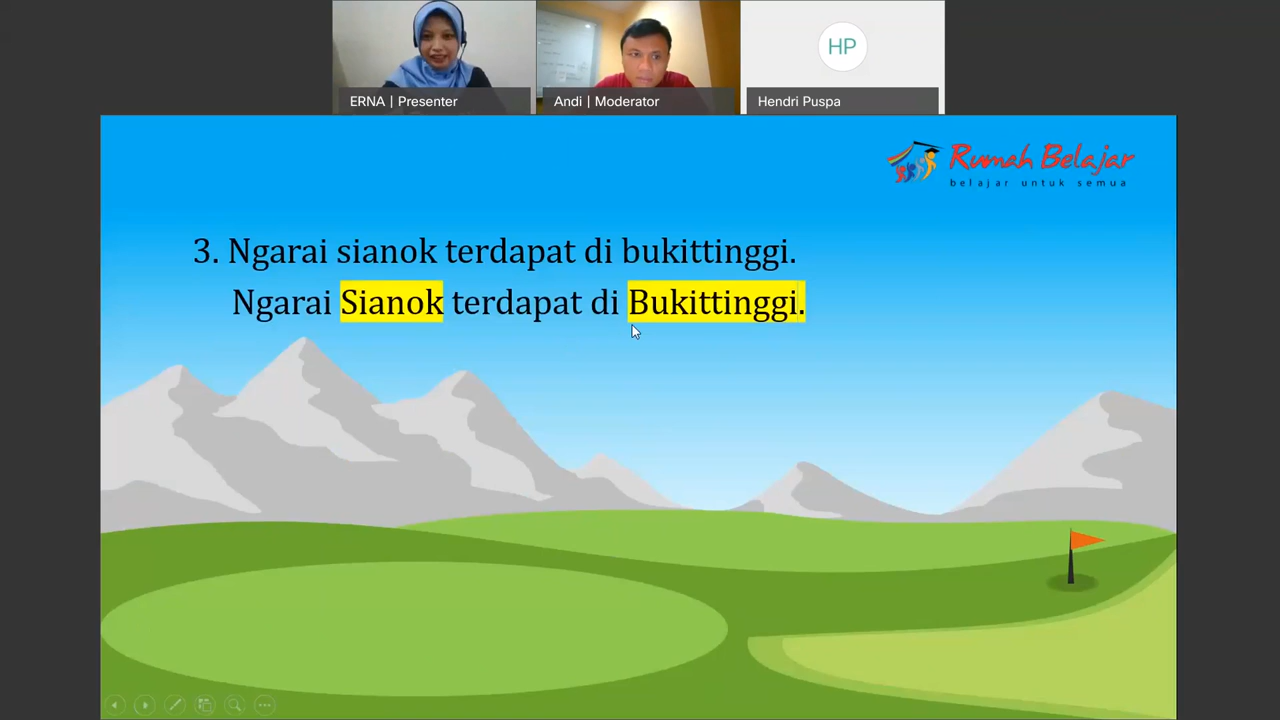 ERNA | Presenter
Andi | Moderator
HP
Hendri Puspa
Rumah Belajar
belajar untuk semua
3. Ngarai sianok terdapat di bukittinggi.
Ngarai Sianok terdapat di Bukittinggi.